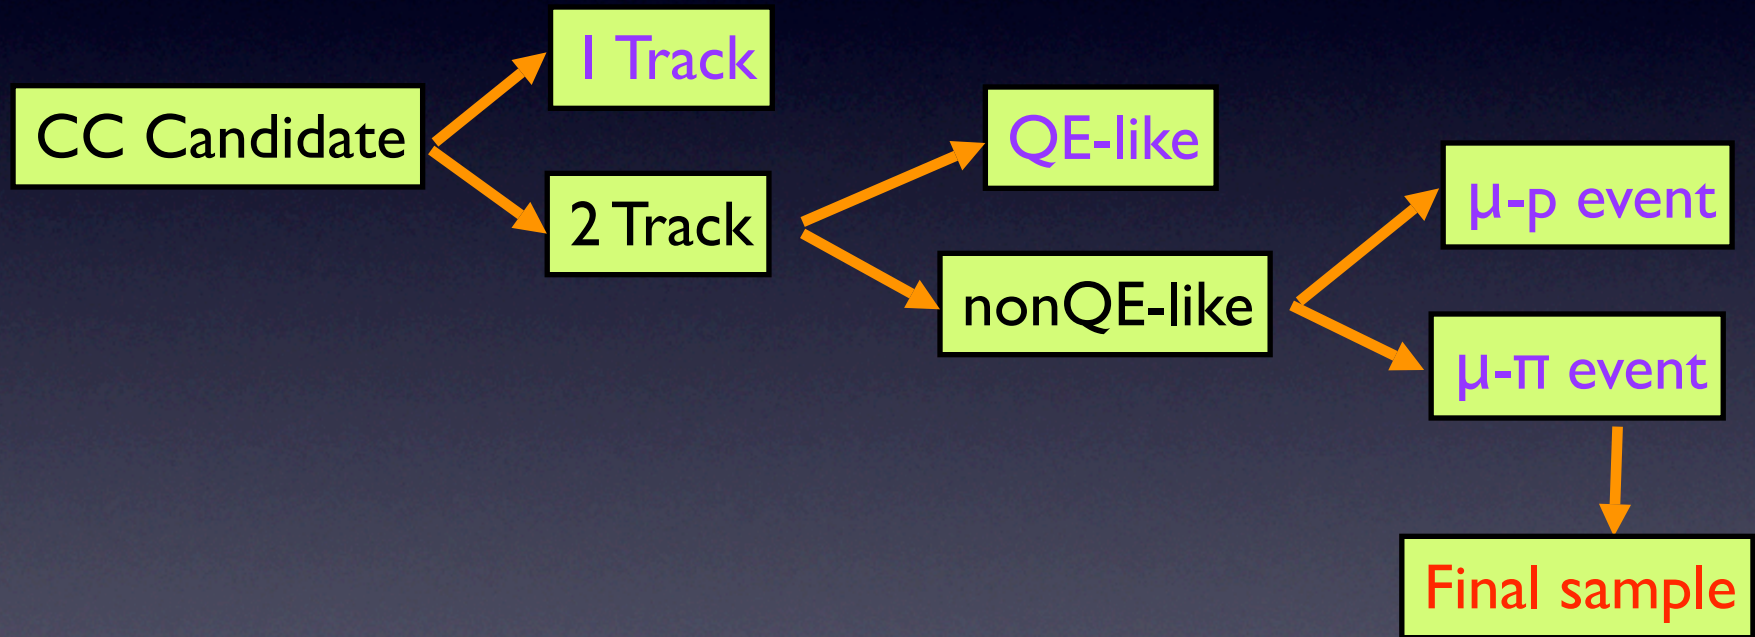 1 Track
CC Candidate
QE-like
2 Track
μ-p event
nonQE-like
μ-π event
Final sample